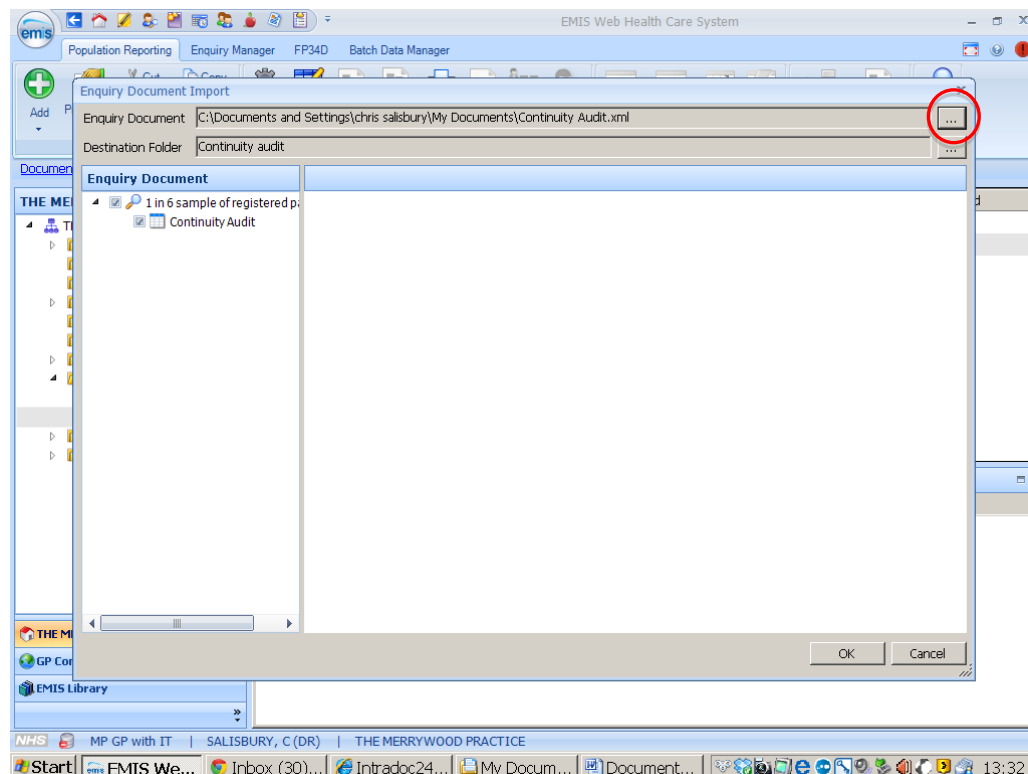 emis
EMIS Web Health Care System
Population Reporting Enquiry Manager FP34D Batch Data Manager
Add
Enquiry Document Import
Enquiry Document C:\Documents and Settings\chris salisbury\My Documents\Continuity Audit.xml ...
Destination Folder Continuity audit ...
Documen
Enquiry Document
THE ME
1 in 6 sample of registered pa
Continuity Audit
OK Cancel
THE M
GP Cor
EMIS Library
NHS MP GP with IT | SALISBURY, C (DR) | THE MERRYWOOD PRACTICE
Start EMIS We... Inbox (30)... Intradoc24... My Docum... Document... 13:32